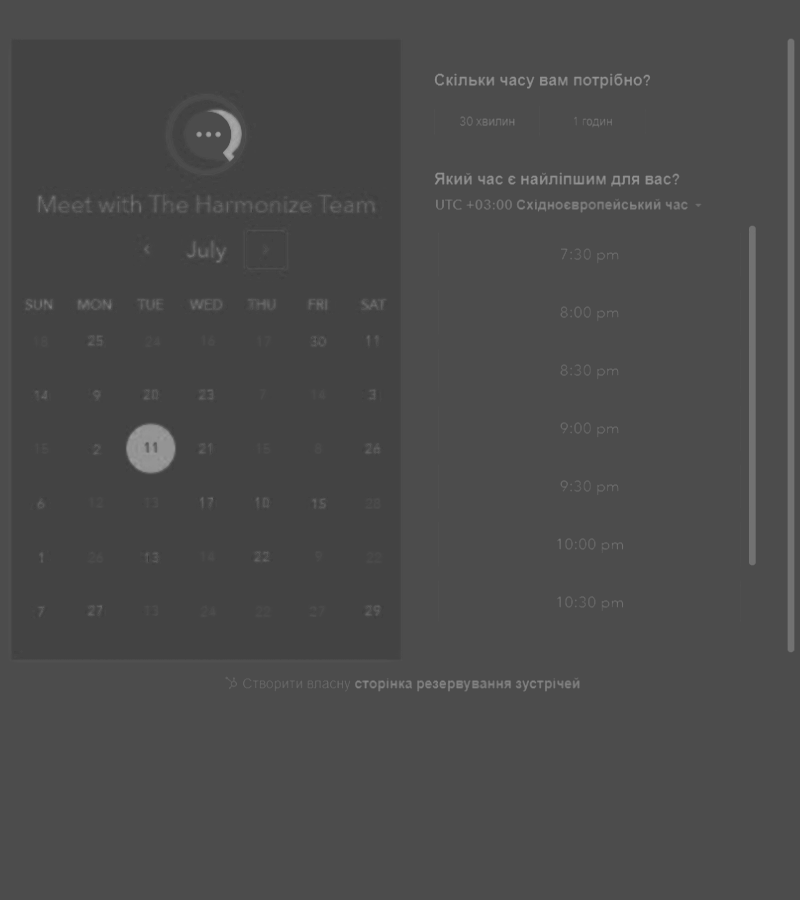 Meet with The Harmonize Team
July
SUN MON TUE WED THU FRI SAT
18 25 24 16 17 30 11
14 9 20 23 7 14 3
15 2 11 21 18 8 26
6 12 13 17 10 15 28
1 26 13 14 22 9 22
7 27 13 24 22 27 29
Скільки часу вам потрібно?
30 хвилин 1 годин
Який час є найліпшим для вас?
UTC +03:00 Східноєвропейський час
7:30 pm
8:00 pm
8:30 pm
9:00 pm
9:30 pm
10:00 pm
10:30 pm
Створити власну сторінка резервування зустрічей